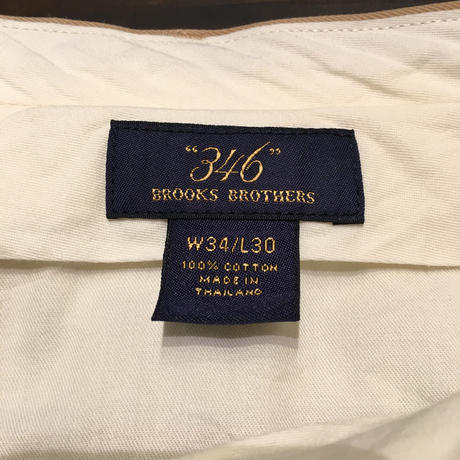 "346"
BROOKS BROTHERS
W34/L30
100% COTTON
MADE IN
THAILAND